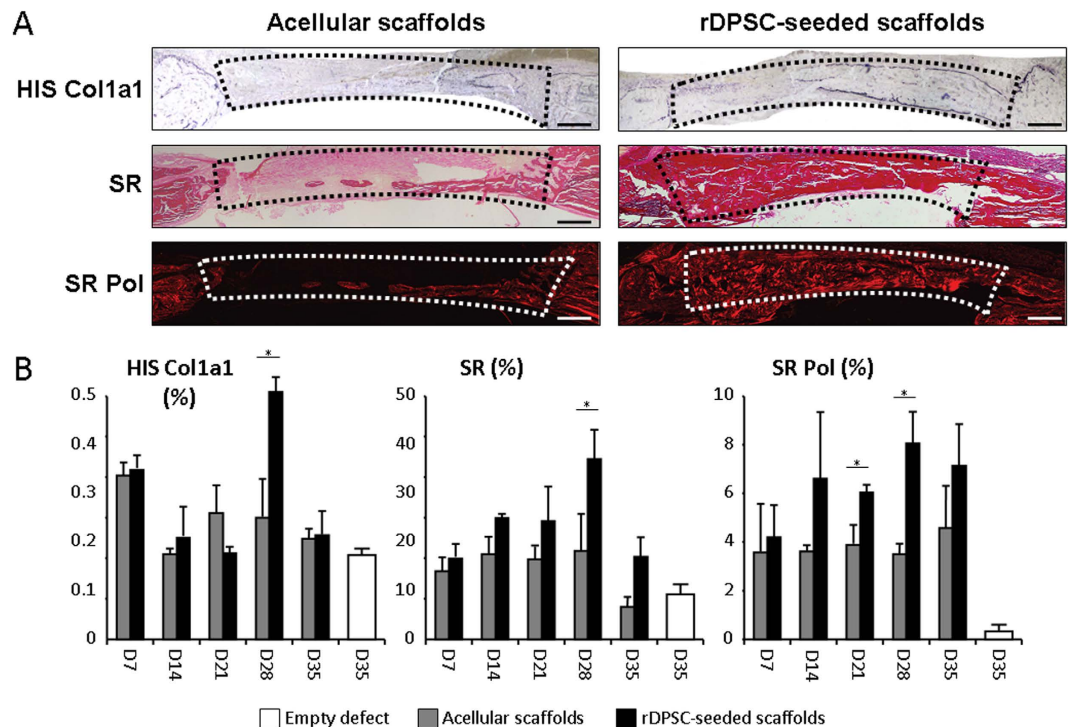 A
Acellular scaffolds
rDPSC-seeded scaffolds
HIS Col1a1
SR
SR Pol
B
HIS Col1a1
(%)
SR (%)
SR Pol (%)
*
*
*
*
0.5
0.4
0.3
0.2
0.1
0
50
40
30
20
10
0
10
8
6
4
2
0
D7
D14
D21
D28
D35
D35
D7
D14
D21
D28
D35
D35
D7
D14
D21
D28
D35
D35
Empty defect
Acellular scaffolds
rDPSC-seeded scaffolds